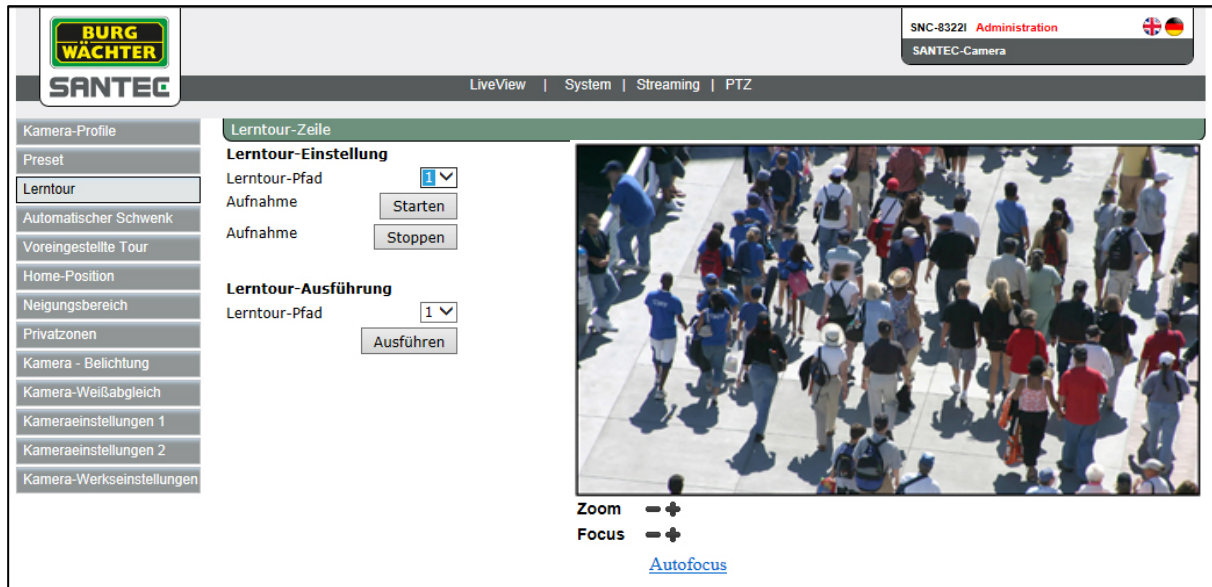 BURG
WÄCHTER
SANTEC
SNC-8322I Administration
SANTEC-Camera
LiveView | System | Streaming | PTZ
Kamera-Profile
Preset
Lerntour
Automatischer Schwenk
Voreingestellte Tour
Home-Position
Neigungsbereich
Privatzonen
Kamera - Belichtung
Kamera-Weißabgleich
Kameraeinstellungen 1
Kameraeinstellungen 2
Kamera-Werkseinstellungen
Lerntour-Zeile
Lerntour-Einstellung
Lerntour-Pfad 1
Aufnahme Starten
Aufnahme Stoppen
Lerntour-Ausführung
Lerntour-Pfad 1
Ausführen
Zoom
Focus
Autofocus